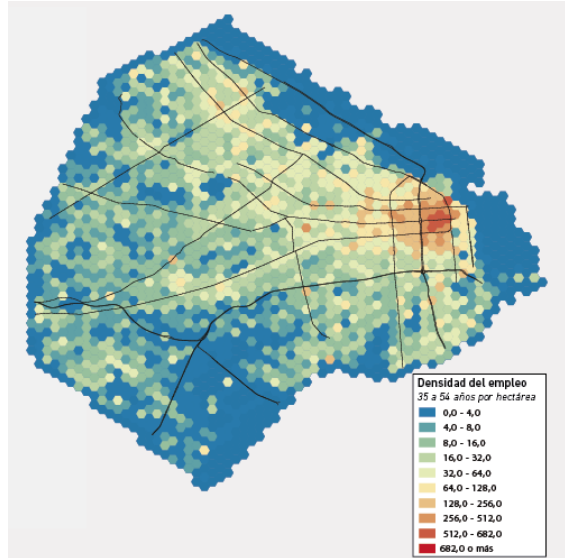 Densidad del empleo
35 a 54 años por hectárea
0,0 - 4,0
4,0 - 8,0
8,0 - 16,0
16,0 - 32,0
32,0 - 64,0
64,0 - 128,0
128,0 - 256,0
256,0 - 512,0
512,0 - 682,0
682,0 o más